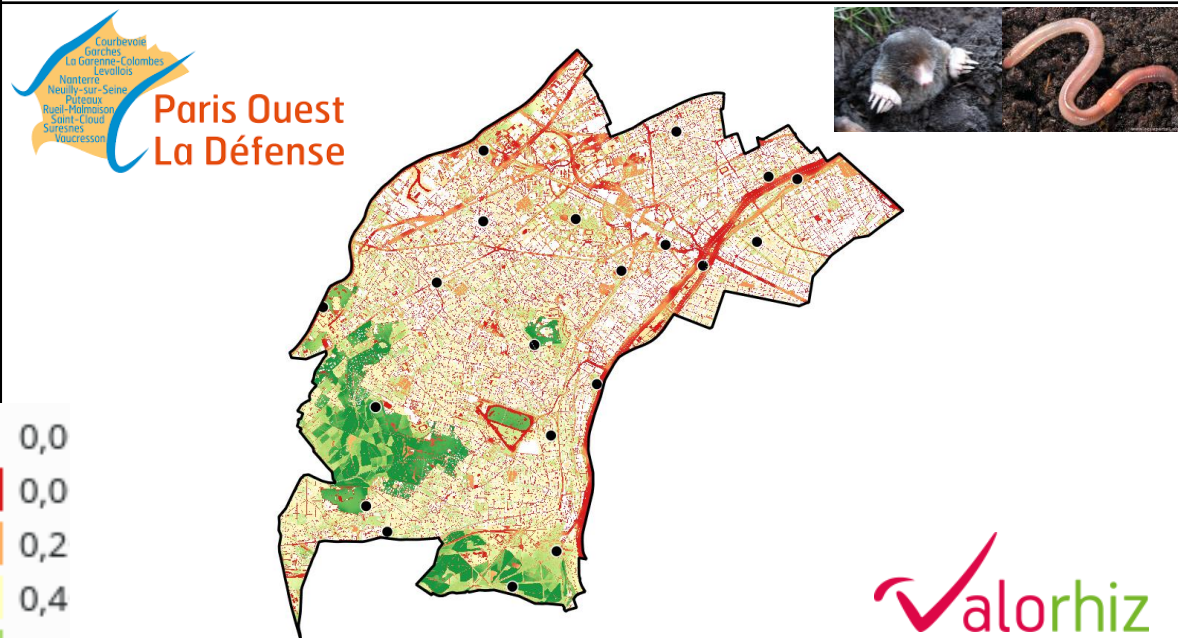 Courbevoie
Garches
La Garenne-Colombes
Levallois
Nanterre
Neuilly-sur-Seine
Puteaux
Rueil-Malmaison
Saint-Cloud
Suresnes
Vaucresson
Paris Ouest
La Défense
0,0
0,0
0,2
0,4
Valorhiz